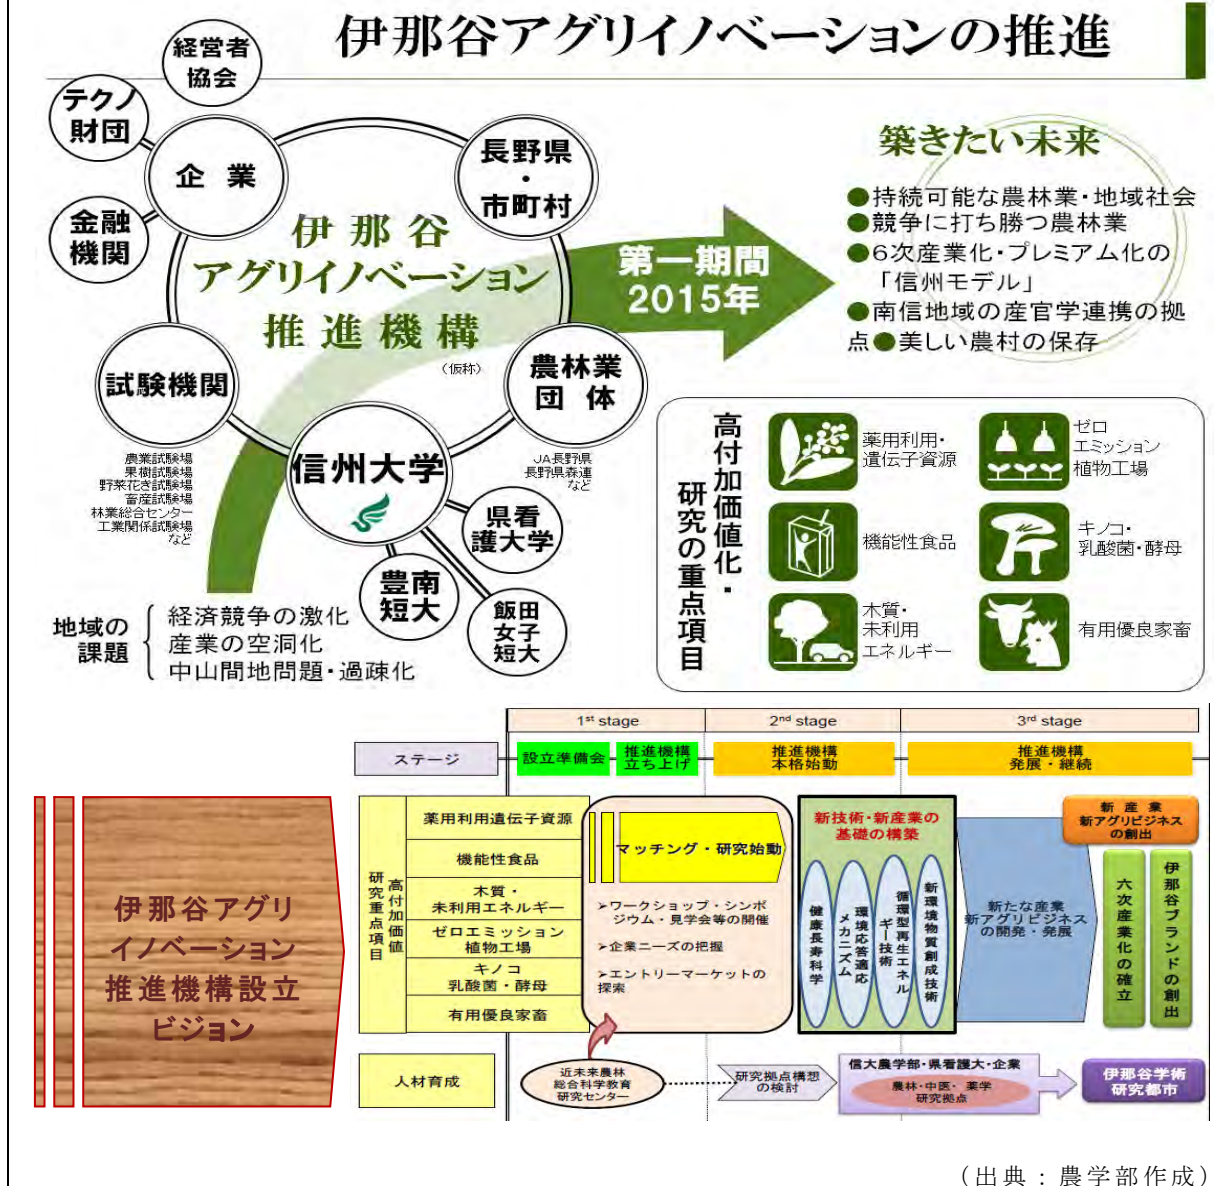 伊那谷アグリイノベーションの推進
経営者
協会
テクノ
財団
企 業
金融
機関
長野県
・
市町村
伊 那 谷
アグリイノベーション
推 進 機 構
（仮称）
試験機関
農業試験場
果樹試験場
野菜花き試験場
畜産試験場
林業総合センター
工業関係試験場
など
農林業
団 体
JA長野県
長野県森連
など
信州大学
県看
護大学
豊南
短大
飯田
女子
短大
地域の
課題
経済競争の激化
産業の空洞化
中山間地問題・過疎化
第一期間
2015年
築きたい未来
●持続可能な農林業・地域社会
●競争に打ち勝つ農林業
●6次産業化・プレミアム化の
「信州モデル」
●南信地域の産官学連携の拠
点●美しい農村の保存
高付加価値化・
研究の重点項目
薬用利用・
遺伝子資源
ゼロ
エミッション
植物工場
機能性食品
キノコ・
乳酸菌・酵母
木質・
未利用
エネルギー
有用優良家畜
1st stage
2nd stage
3rd stage
ステージ
設立準備会
推進機構
立ち上げ
推進機構
本格始動
推進機構
発展・継続
伊那谷アグリ
イノベーション
推進機構設立
ビジョン
高付加価値
研究重点項目
薬用利用遺伝子資源
機能性食品
木質・
未利用エネルギー
ゼロエミッション
植物工場
キノコ
乳酸菌・酵母
有用優良家畜
マッチング・研究始動
➢ワークショップ・シンポ
ジウム・見学会等の開催
➢企業ニーズの把握
➢エントリーマーケットの
探索
新技術・新産業の
基礎の構築
健康長寿科学
環境応答適応
メカニズム
循環型再生エネル
ギー技術
新環境物質創成技術
新たな産業
新アグリビジネス
の開発・発展
新 産 業
新アグリビジネス
の創出
六次産業化の確立
伊那谷ブランドの創出
人材育成
近未来農林
総合科学教育
研究センター
研究拠点構想
の検討
信大農学部・県看護大・企業
農林・中医・ 薬学
研究拠点
伊那谷学術
研究都市
（出典：農学部作成）